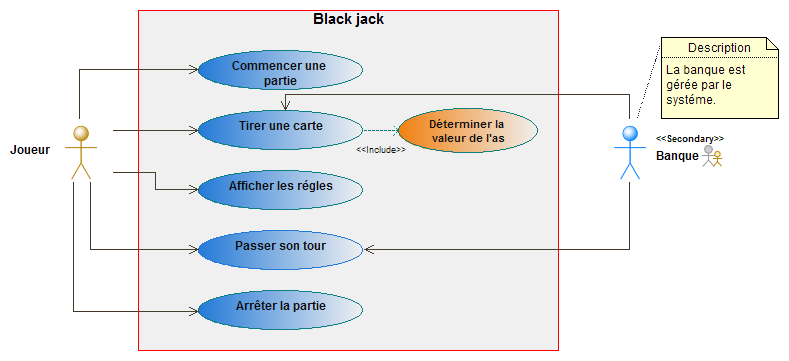 Black jack
Commencer une
partie
Description
La banque est
gérée par le
systéme.
Tirer une carte
Déterminer la
valeur de l'as
<<Include>>
Joueur
<<Secondary>>
Banque
Afficher les régles
Passer son tour
Arrêter la partie